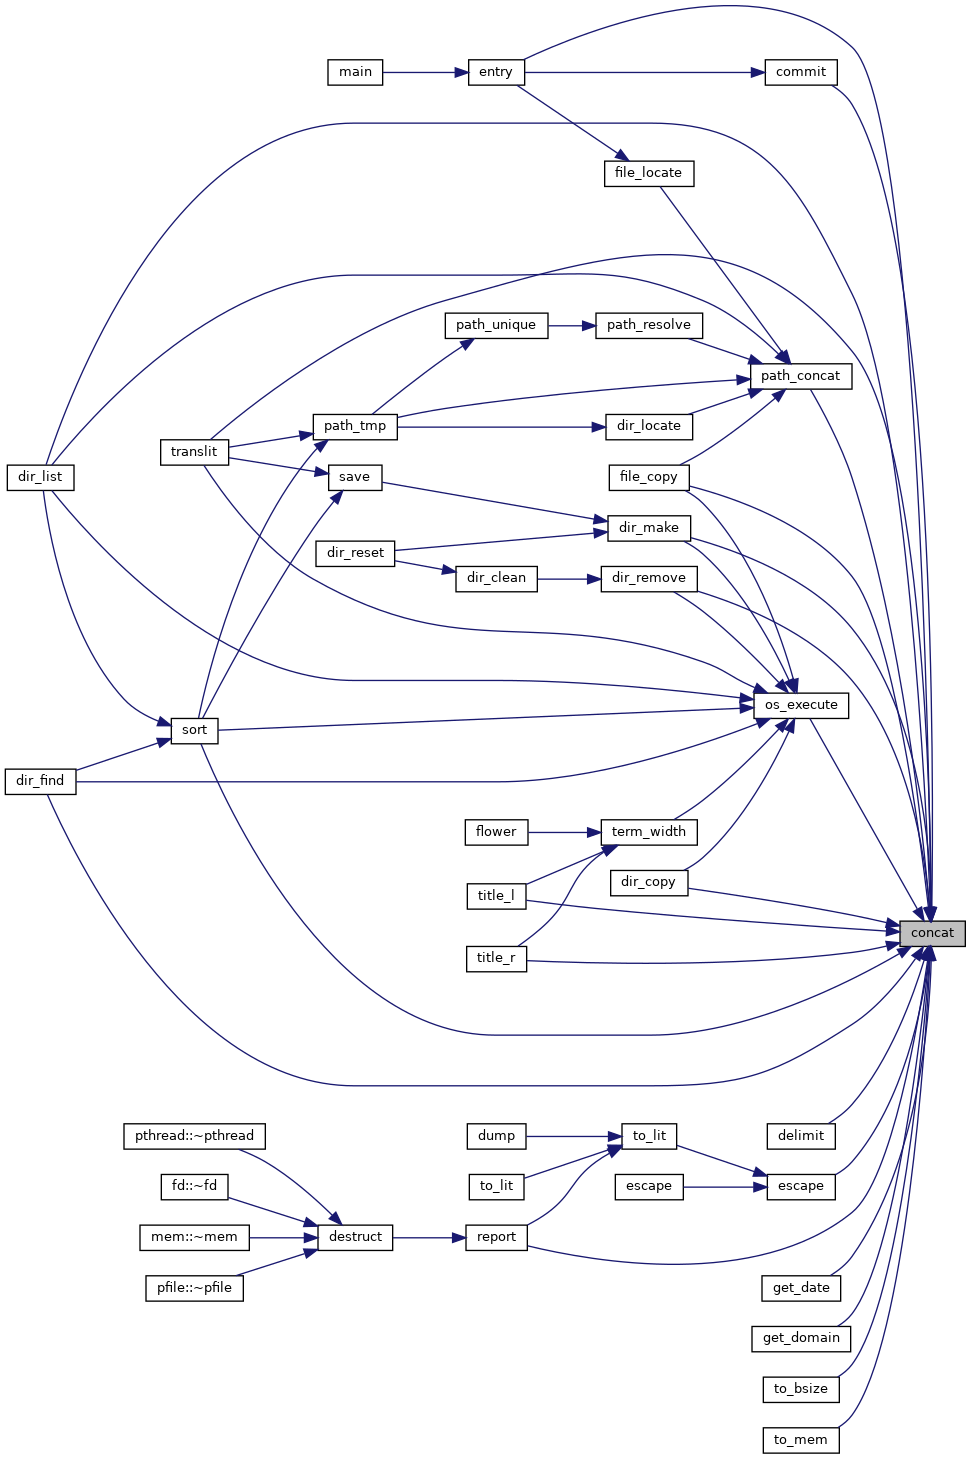 main
entry
commit
file_locate
path_unique
path_resolve
path_concat
path_tmp
dir_locate
translit
dir_list
save
file_copy
dir_make
dir_reset
dir_clean
dir_remove
os_execute
sort
dir_find
flower
term_width
title_l
dir_copy
concat
title_r
pthread::~pthread
dump
to_lit
delimit
fd::~fd
to_lit
escape
escape
mem::~mem
destruct
report
pfile::~pfile
get_date
get_domain
to_bsize
to_mem